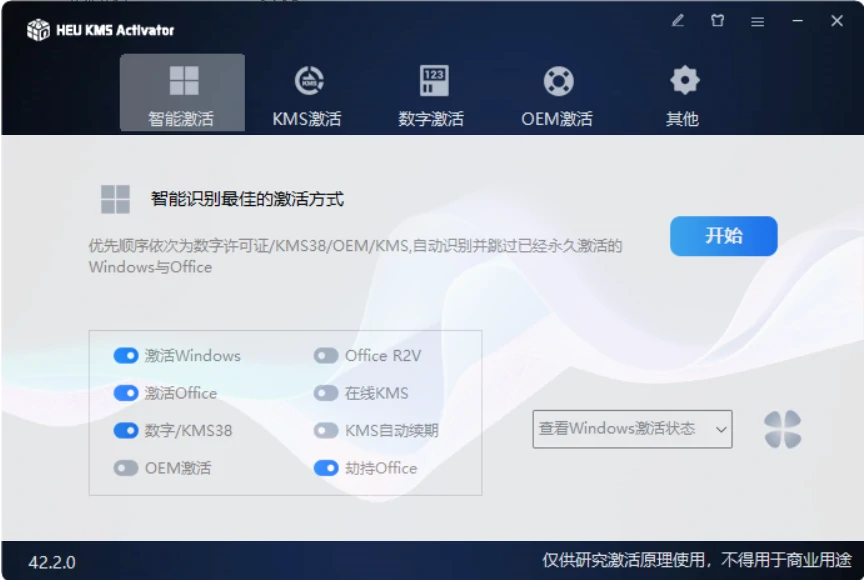 HEU KMS Activator
智能激活
KMS
KMS激活
123
数字激活
OEM激活
其他
智能识别最佳的激活方式
优先顺序依次为数字许可证/KMS38/OEM/KMS,自动识别并跳过已经永久激活的
Windows与Office
开始
激活Windows
Office R2V
激活Office
在线KMS
数字/KMS38
KMS自动续期
OEM激活
劫持Office
查看Windows激活状态
42.2.0
仅供研究激活原理使用，不得用于商业用途